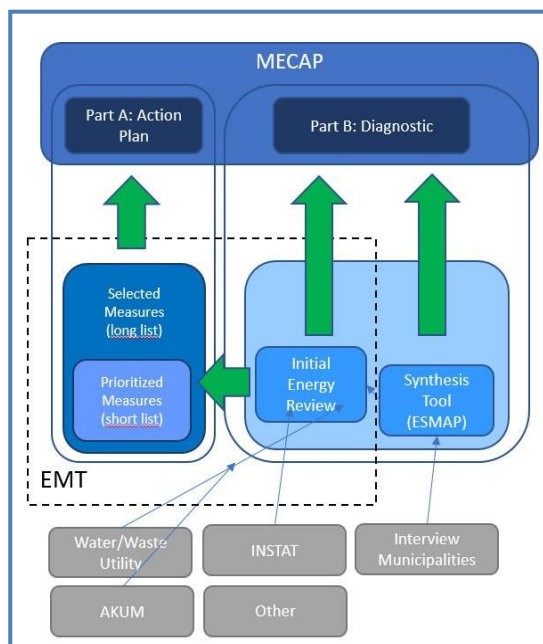 MECAP
Part A: Action
Plan
Part B: Diagnostic
Selected
Measures
(long list)
Prioritized
Measures
(short list)
Initial
Energy
Review
Synthesis
Tool
(ESMAP)
EMT
Water/Waste
Utility
INSTAT
Interview
Municipalities
AKUM
Other